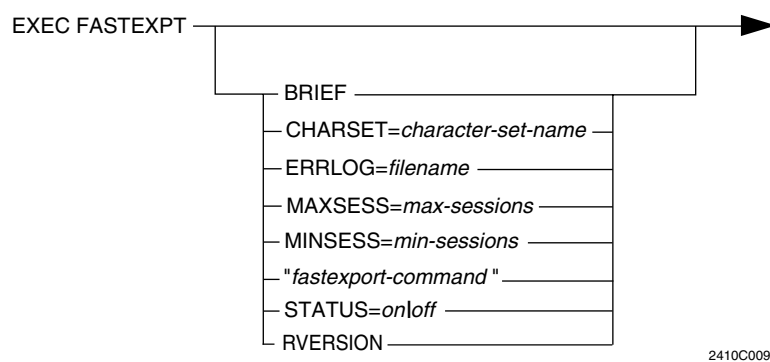 EXEC FASTEXPT
BRIEF
CHARSET=character-set-name
ERRLOG=filename
MAXSESS=max-sessions
MINSESS=min-sessions
"fastexport-command "
STATUS=on|off
RVERSION
2410C009